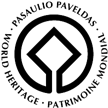 PASAULIO PAVELDAS •
WORLD HERITAGE •
PATRIMOINE MONDIAL •